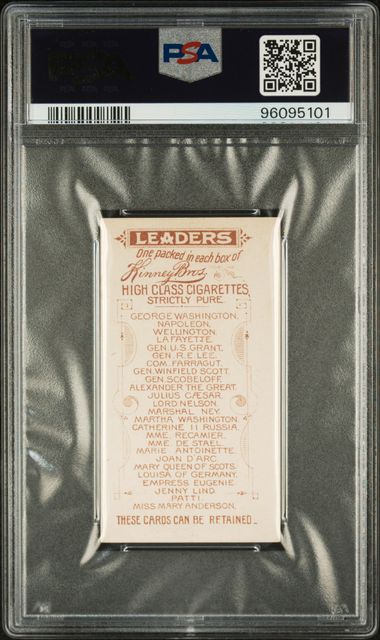 PSA
96095101
LEADERS
One packed in each box of
Kinney Bros
HIGH CLASS CIGARETTES
STRICTLY PURE.
GEORGE WASHINGTON,
NAPOLEON,
WELLINGTON,
LAFAYETTE,
GEN. U.S. GRANT,
GEN. R.E. LEE,
COM. FARRAGUT,
GEN. WINFIELD SCOTT,
GEN. SCOBELOFF,
ALEXANDER THE GREAT,
JULIUS CÆSAR,
LORD NELSON,
MARSHAL NEY,
MARTHA WASHINGTON,
CATHERINE II RUSSIA,
MME. RECAMIER,
MME. DE STAEL,
MARIE ANTOINETTE,
JOAN D'ARC,
MARY QUEEN OF SCOTS,
LOUISA OF GERMANY,
EMPRESS EUGENIE,
JENNY LIND,
PATTI,
MISS MARY ANDERSON,
THESE CARDS CAN BE RETAINED